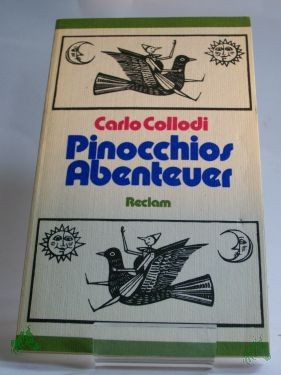 Carlo Collodi
Pinocchios
Abenteuer
Reclam